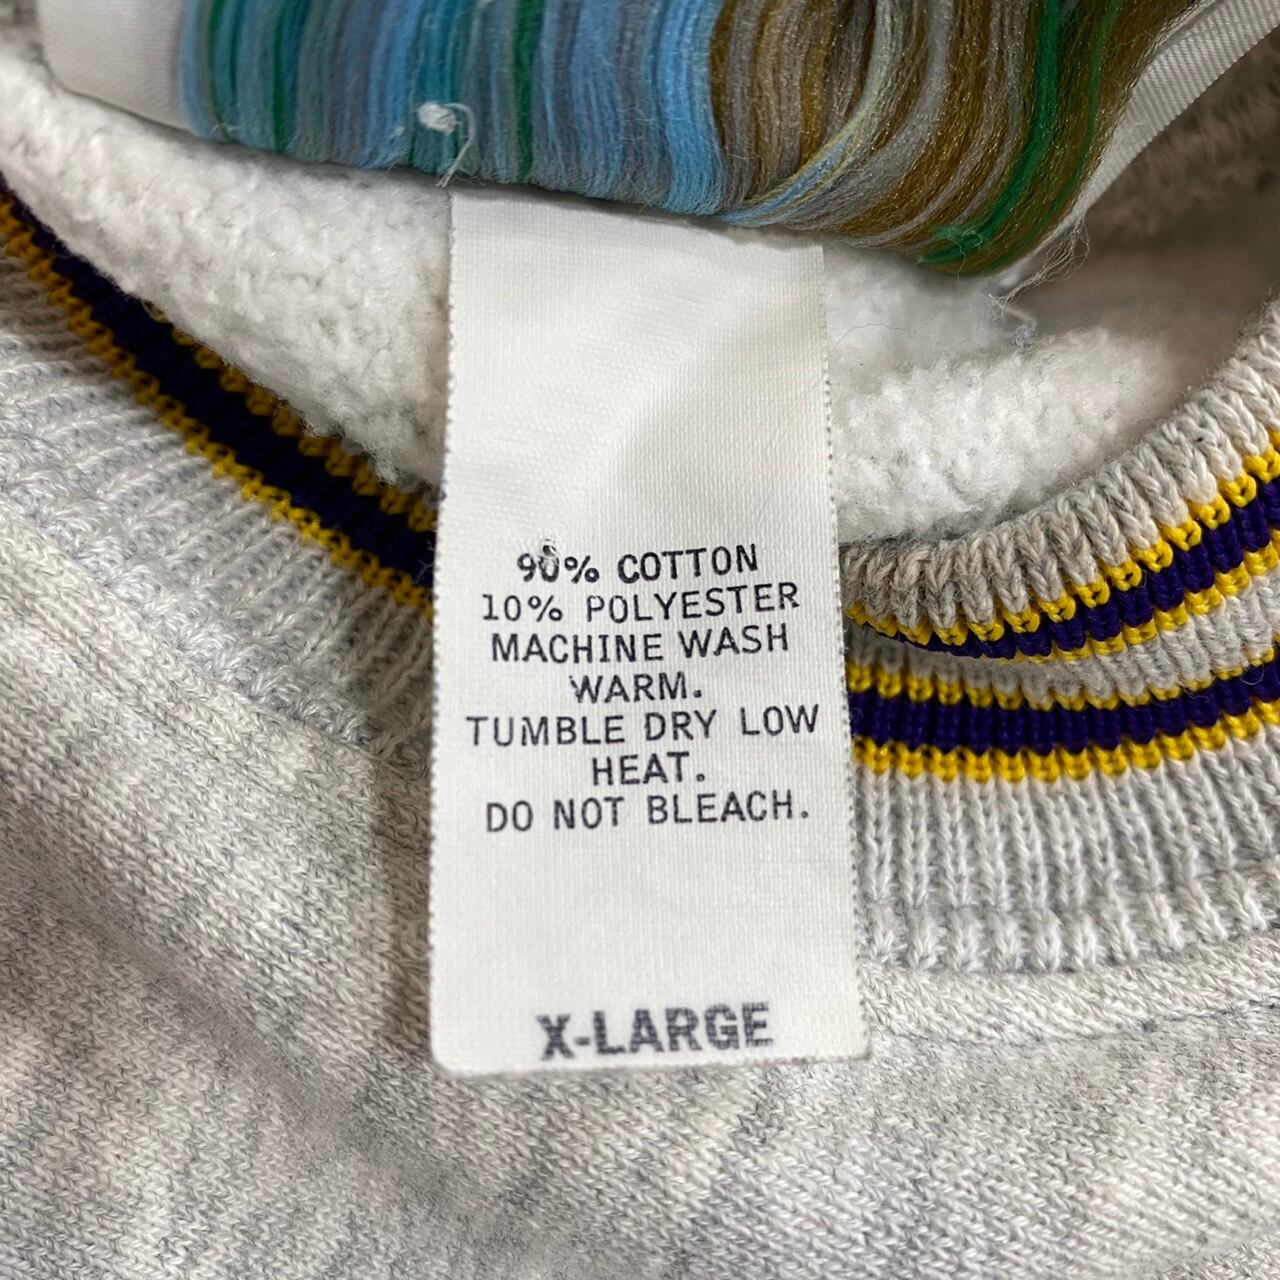 90% COTTON
10% POLYESTER
MACHINE WASH
WARM.
TUMBLE DRY LOW
HEAT.
DO NOT BLEACH.
X-LARGE